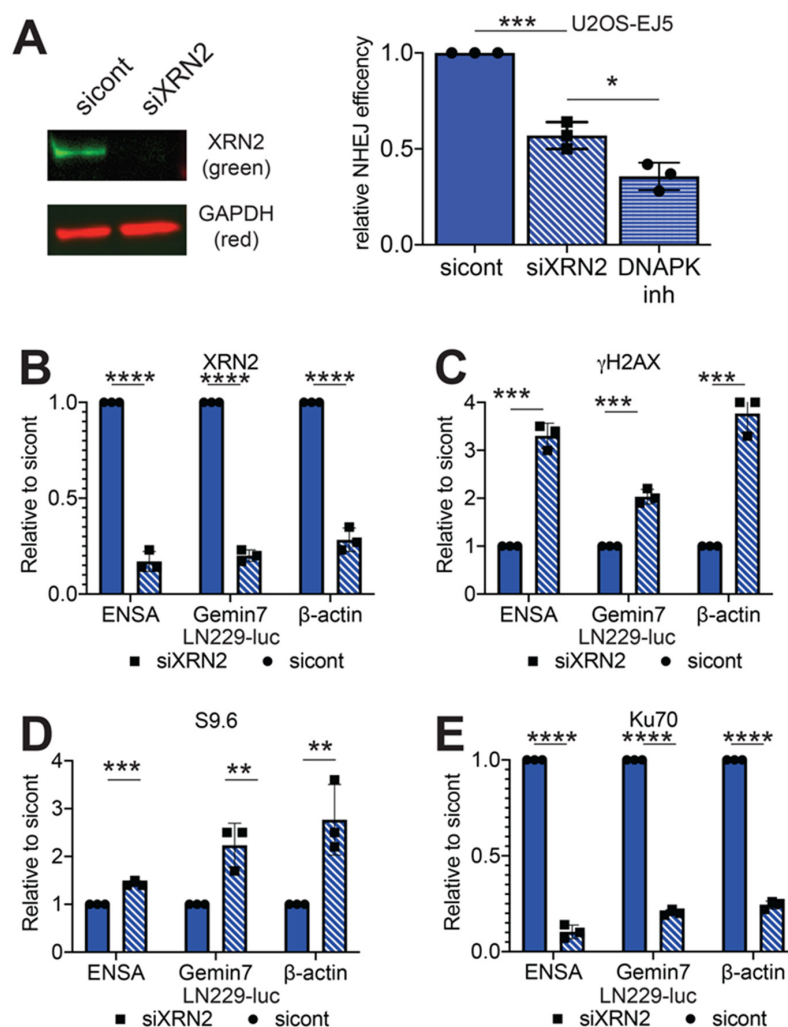 A
sicont
siXRN2
XRN2
(green)
GAPDH
(red)
U2OS-EJ5
***
*
relative NHEJ efficency
1.0
0.5
0.0
sicont
siXRN2
DNAPK
inh
B
XRN2
****
****
****
Relative to sicont
1.0
0.5
0.0
ENSA
Gemin7
β-actin
LN229-luc
siXRN2
sicont
C
γH2AX
***
***
***
Relative to sicont
4
3
2
1
0
ENSA
Gemin7
β-actin
LN229-luc
siXRN2
sicont
D
S9.6
***
**
**
Relative to sicont
4
3
2
1
0
ENSA
Gemin7
β-actin
LN229-luc
siXRN2
sicont
E
Ku70
****
****
****
Relative to sicont
1.0
0.5
0.0
ENSA
Gemin7
β-actin
LN229-luc
siXRN2
sicont